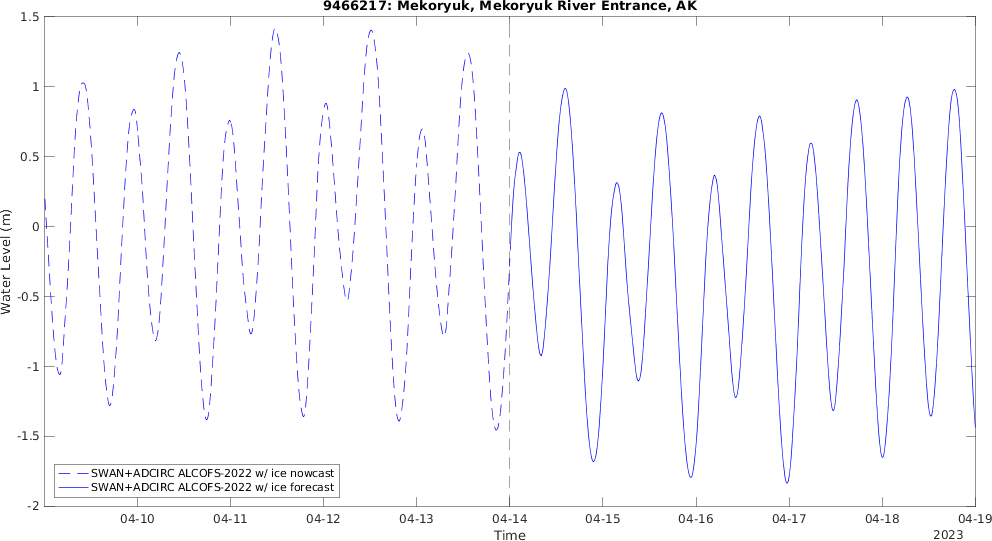 9466217: Mekoryuk, Mekoryuk River Entrance, AK
1.5
1
0.5
0
-0.5
-1
-1.5
-2
Water Level (m)
SWAN+ADCIRC ALCOFS-2022 w/ ice nowcast
SWAN+ADCIRC ALCOFS-2022 w/ ice forecast
04-10 04-11 04-12 04-13 04-14 04-15 04-16 04-17 04-18 04-19
Time
2023